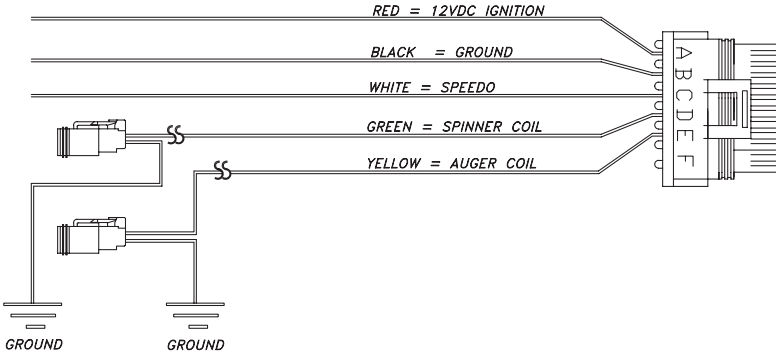 RED = 12VDC IGNITION
BLACK = GROUND
WHITE = SPEEDO
GREEN = SPINNER COIL
YELLOW = AUGER COIL
A
B
C
D
E
F
GROUND
GROUND